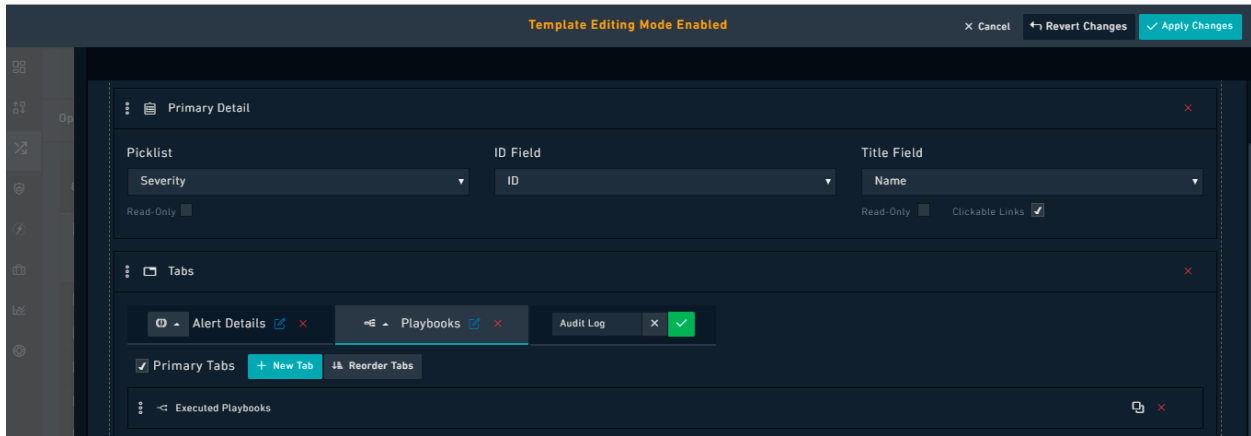 Template Editing Mode Enabled
Cancel
Revert Changes
Apply Changes
Op
Primary Detail
Picklist
ID Field
Title Field
Severity
ID
Name
Read-Only
Read-Only
Clickable Links
Tabs
Alert Details
Playbooks
Audit Log
Primary Tabs
+ New Tab
Reorder Tabs
Executed Playbooks